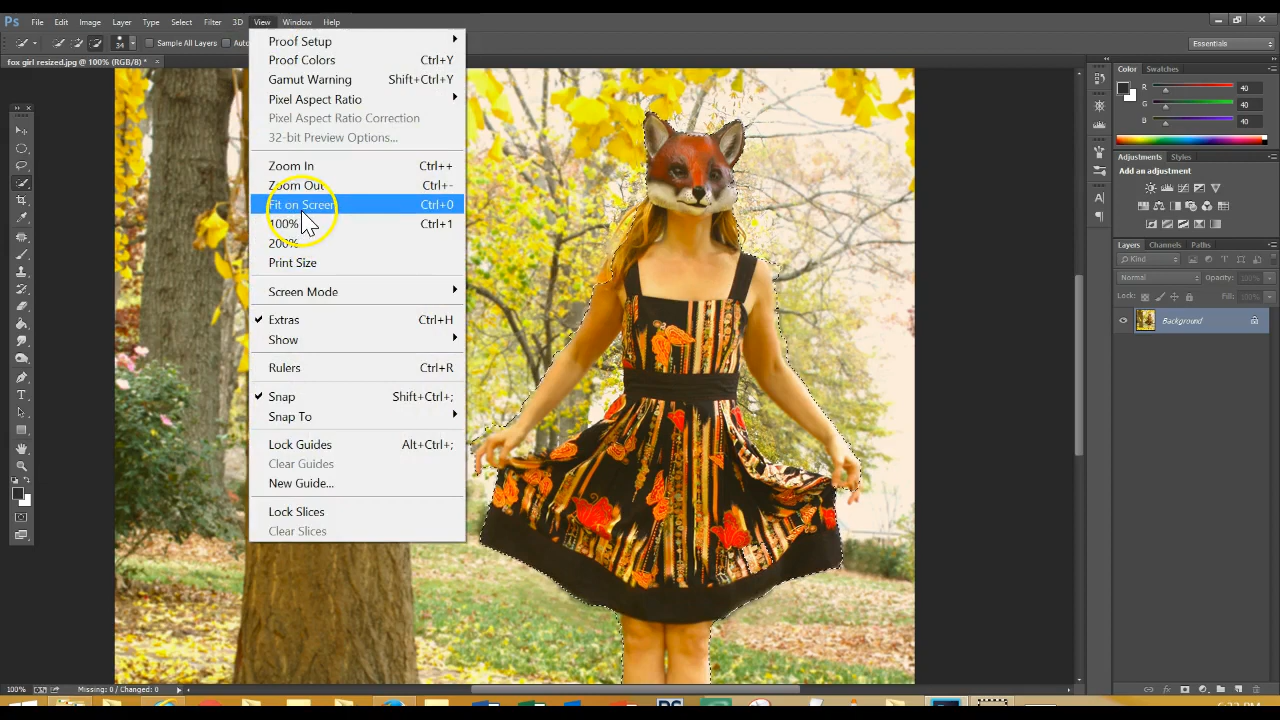 Ps File Edit Image Layer Type Select Filter 3D View Window Help
34 Sample All Layers Auto Essentials
fox girl resized.jpg @ 100% (RGB/8) * ×
Proof Setup
Proof Colors Ctrl+Y
Gamut Warning Shift+Ctrl+Y
Pixel Aspect Ratio
Pixel Aspect Ratio Correction
32-bit Preview Options...
Zoom In Ctrl++
Zoom Out Ctrl+-
Fit on Screen Ctrl+0
100% Ctrl+1
200%
Print Size
Screen Mode
Extras Ctrl+H
Show
Rulers Ctrl+R
Snap Shift+Ctrl+;
Snap To
Lock Guides Alt+Ctrl+;
Clear Guides
New Guide...
Lock Slices
Clear Slices
Color Swatches
R 40
G 40
B 40
Adjustments Styles
Add an adjustment
Layers Channels Paths
Kind
Normal Opacity: 100%
Lock: Fill: 100%
Background
100% Missing: 0 / Changed: 0